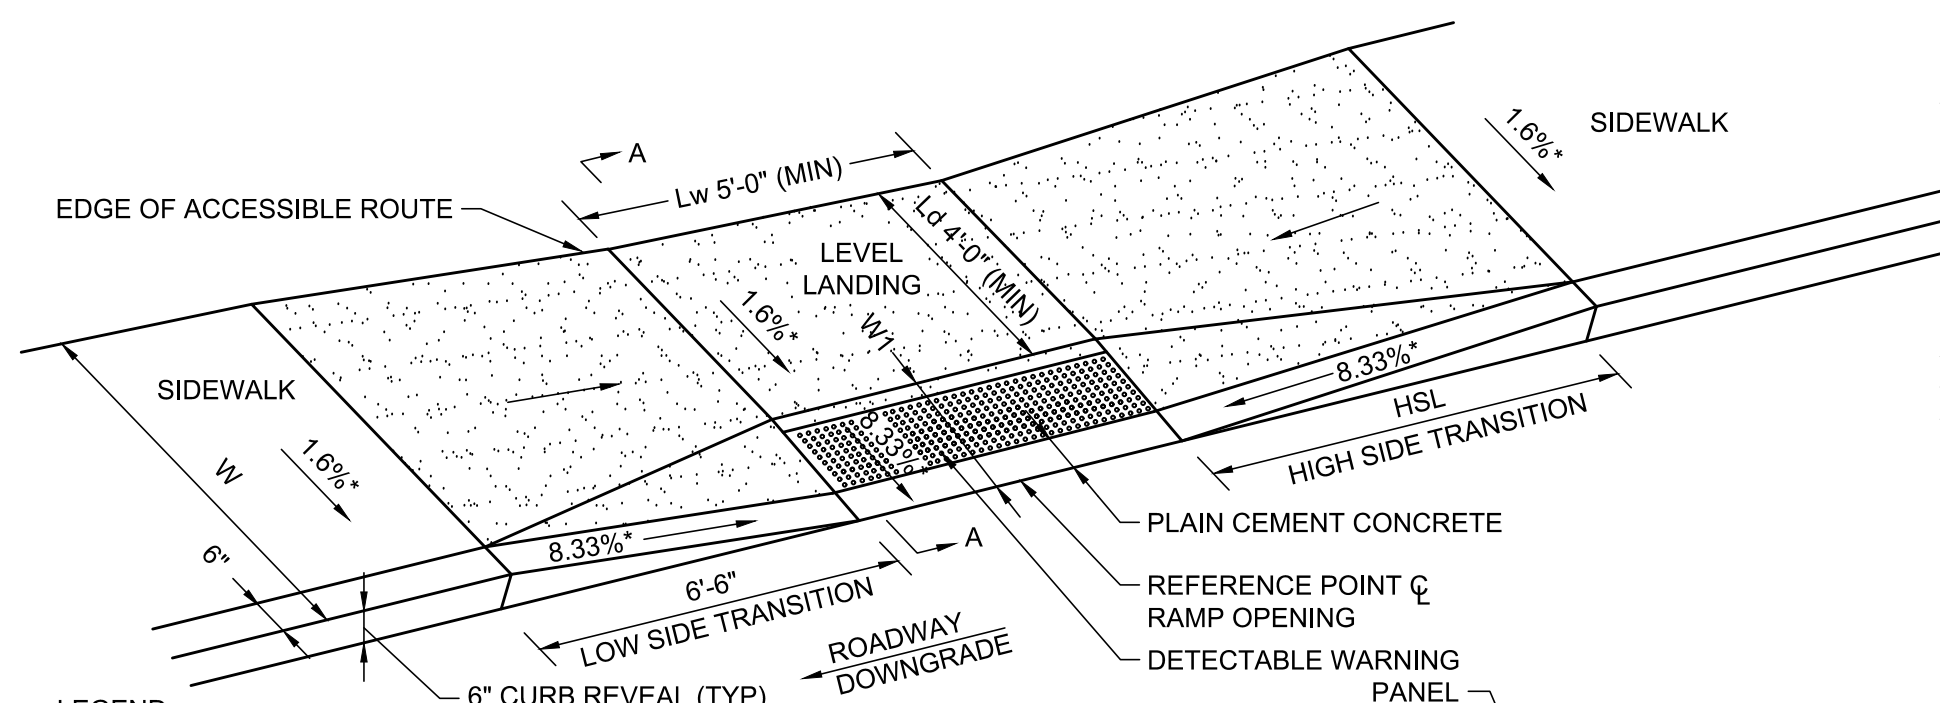 A
SIDEWALK
1.6%*
Lw 5'-0" (MIN)
EDGE OF ACCESSIBLE ROUTE
Ld 4'-0" (MIN)
LEVEL
LANDING
1.6%*
W1
8.33%*
SIDEWALK
8.33%*
HSL
HIGH SIDE TRANSITION
W
1.6%*
6"
8.33%*
A
PLAIN CEMENT CONCRETE
6'-6"
LOW SIDE TRANSITION
REFERENCE POINT ℄
RAMP OPENING
ROADWAY
DOWNGRADE
DETECTABLE WARNING
PANEL
6" CURB REVEAL (TYP)
LEGEND